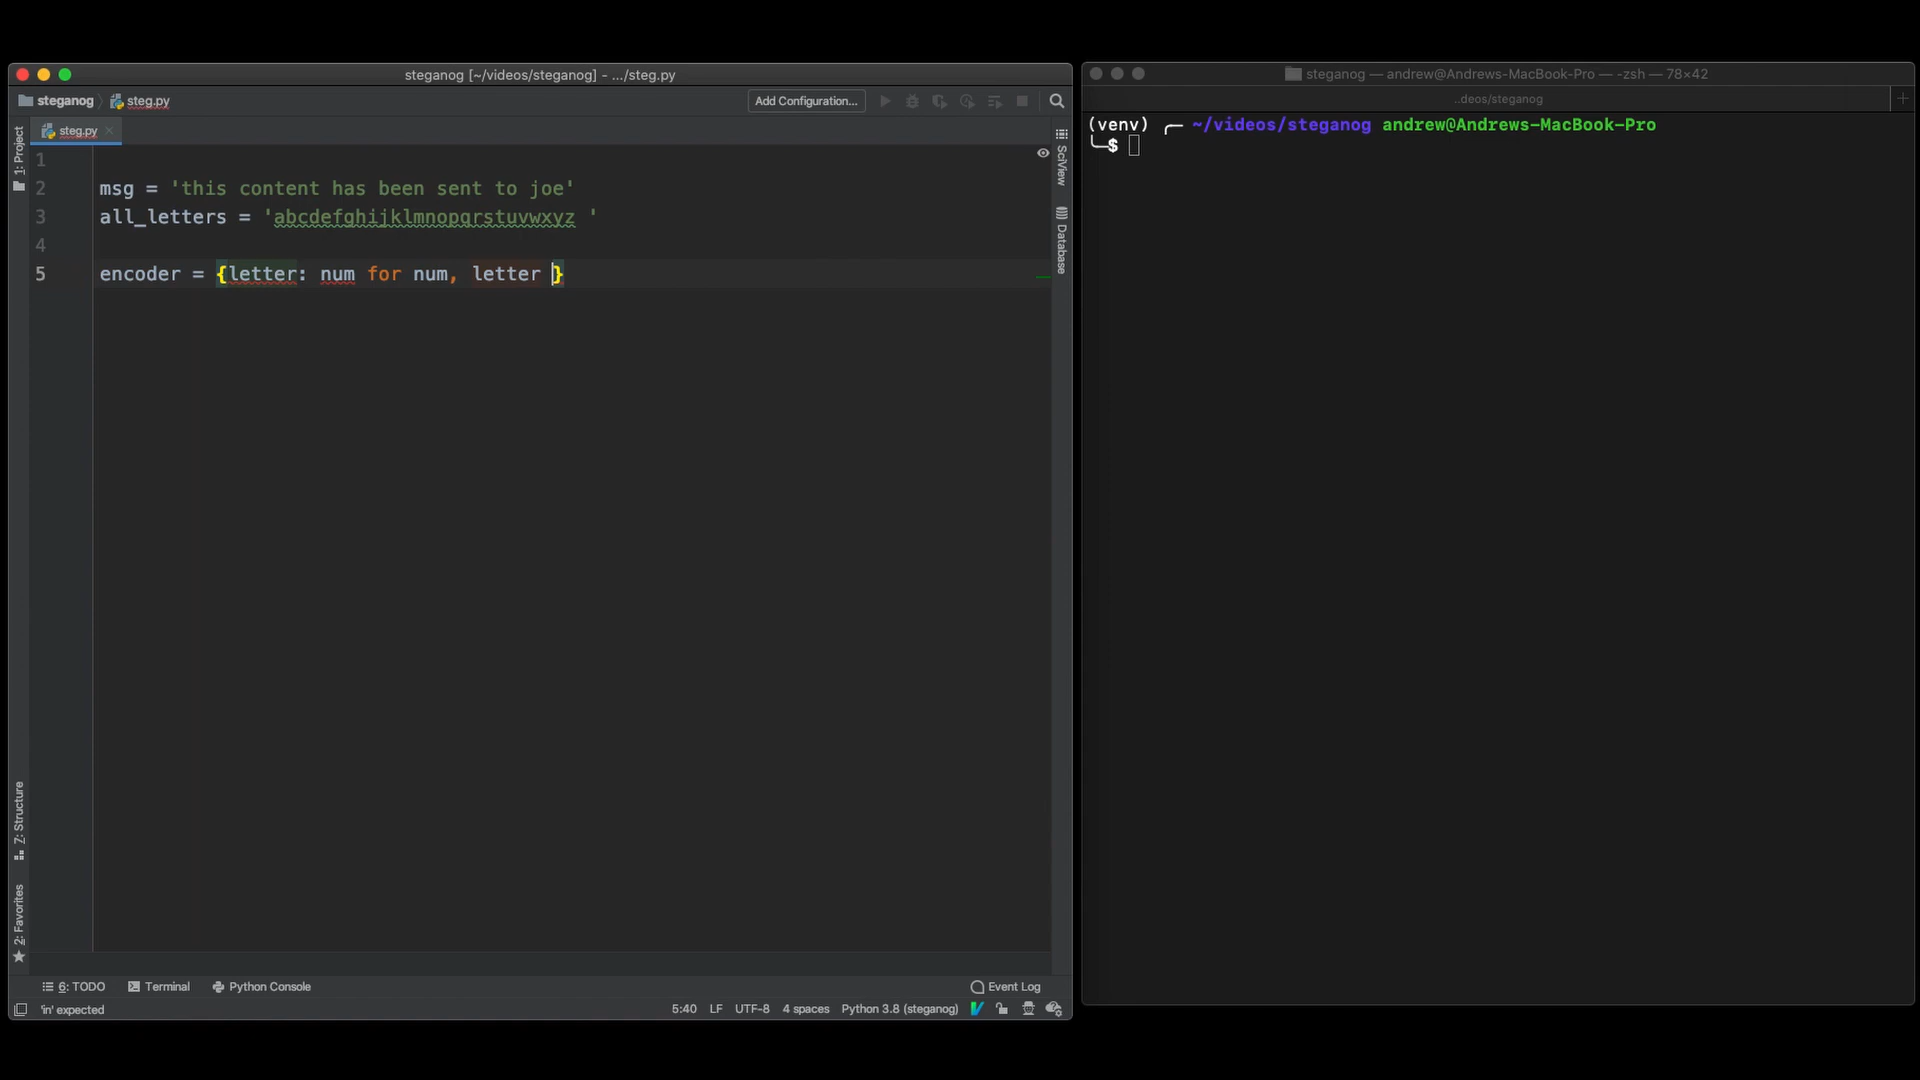 steganog [~/videos/steganog] - .../steg.py
steganog
steg.py
Add Configuration...
steg.py
1: Project
1
2 msg = 'this content has been sent to joe'
3 all_letters = 'abcdefghijklmnopqrstuvwxyz '
4
5 encoder = {letter: num for num, letter }
SciView
Database
7: Structure
2: Favorites
6: TODO
Terminal
Python Console
Event Log
'in' expected
5:40 LF UTF-8 4 spaces Python 3.8 (steganog)
steganog — andrew@Andrews-MacBook-Pro — -zsh — 78×42
..deos/steganog
+
(venv) ╭─ ~/videos/steganog andrew@Andrews-MacBook-Pro
╰─$